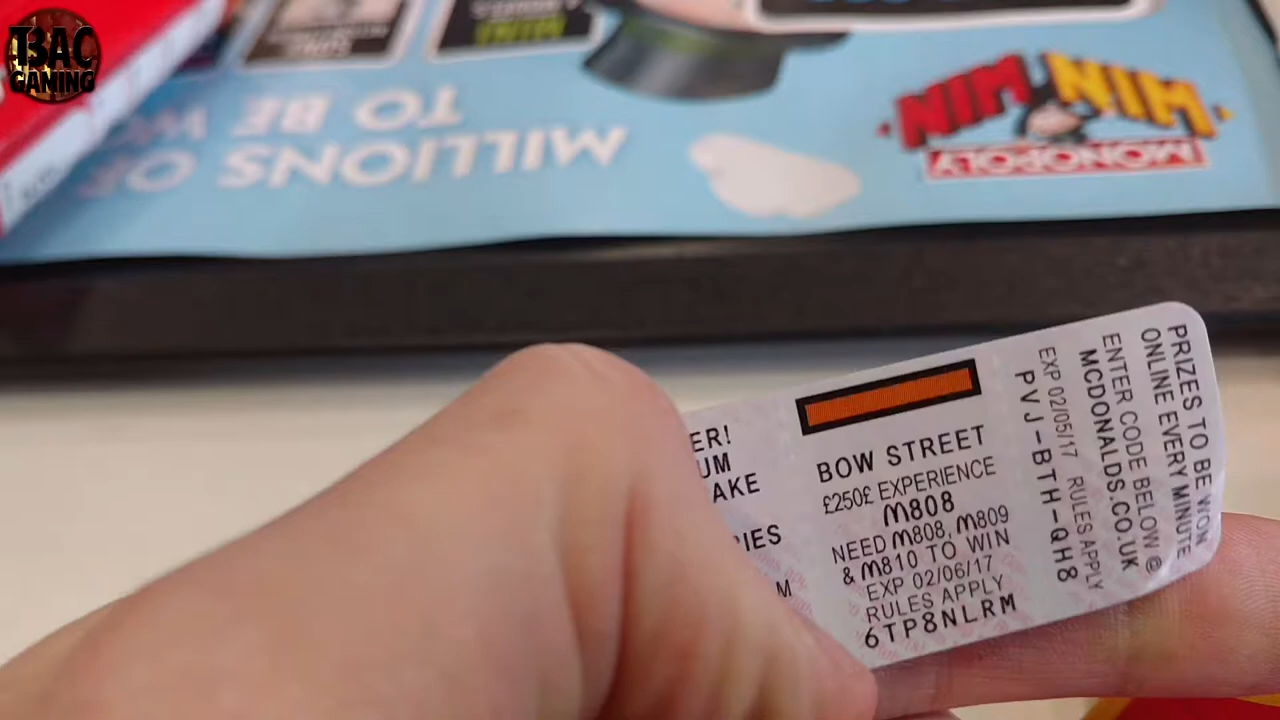 T3AC
GANING
MILLIONS OF
TO BE
WIN WIN
MONOPOLY
ER!
UM
AKE
IES
M
BOW STREET
£250£ EXPERIENCE
M808
NEED M808, M809
& M810 TO WIN
EXP 02/06/17
RULES APPLY
6TP8NLRM
PRIZES TO BE WON
ONLINE EVERY MINUTE
ENTER CODE BELOW @
MCDONALDS.CO.UK
EXP 02/05/17 RULES APPLY
PVJ-BTH-QH8